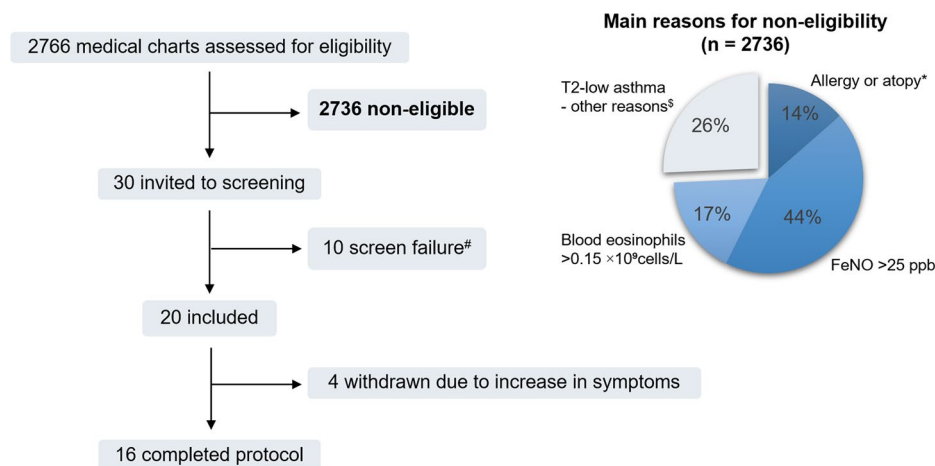 2766 medical charts assessed for eligibility
2736 non-eligible
30 invited to screening
10 screen failure#
20 included
4 withdrawn due to increase in symptoms
16 completed protocol
Main reasons for non-eligibility
(n = 2736)
T2-low asthma
- other reasons$
26%
Allergy or atopy*
14%
17%
44%
Blood eosinophils
>0.15 ×10⁹cells/L
FeNO >25 ppb